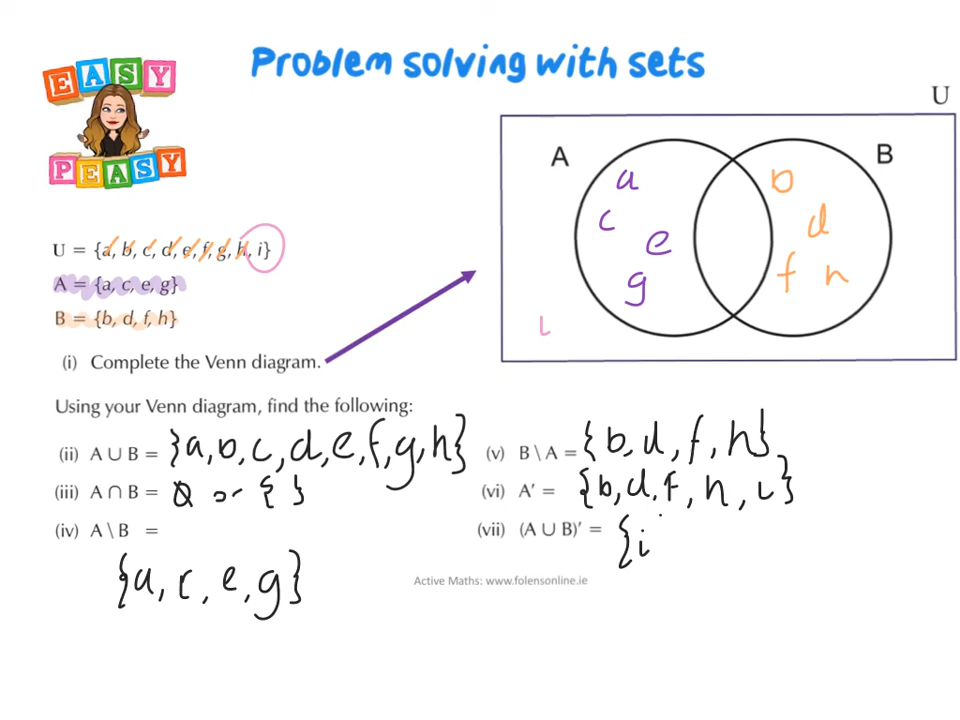 Problem solving with sets
EASY
PEASY
U
A
B
a
b
c
d
e
f h
g
i
U = {a, b, c, d, e, f, g, h, i}
A = {a, c, e, g}
B = {b, d, f, h}
(i) Complete the Venn diagram.
Using your Venn diagram, find the following:
(ii) A ∪ B = {a, b, c, d, e, f, g, h}
(iii) A ∩ B = Ø or { }
(iv) A \ B =
{a, c, e, g}
(v) B \ A = {b, d, f, h}
(vi) A′ = {b, d, f, h, i}
(vii) (A ∪ B)′ = {i
Active Maths: www.folensonline.ie